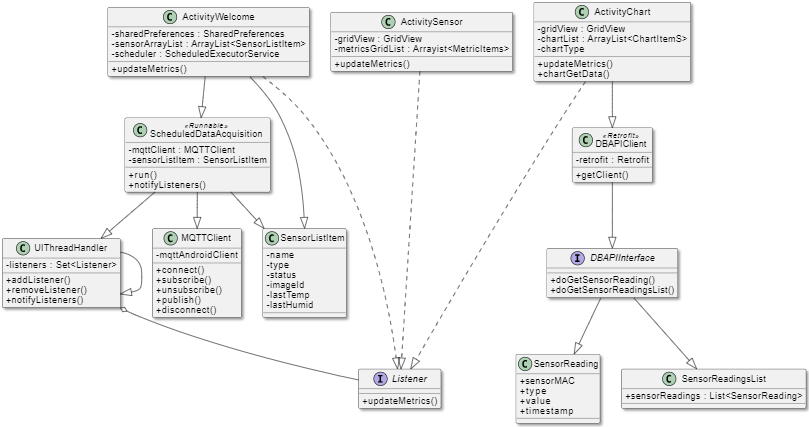 C ActivityWelcome
-sharedPreferences : SharedPreferences
-sensorArrayList : ArrayList<SensorListItem>
-scheduler : ScheduledExecutorService
+updateMetrics()
C ActivitySensor
-gridView : GridView
-metricsGridList : Arrayist<MetricItems>
+updateMetrics()
C ActivityChart
-gridView : GridView
-chartList : ArrayList<ChartItemS>
-chartType
+updateMetrics()
+chartGetData()
«Runnable»
C ScheduledDataAcquisition
-mqttClient : MQTTClient
-sensorListItem : SensorListItem
+run()
+notifyListeners()
«Retrofit»
C DBAPIClient
-retrofit : Retrofit
+getClient()
C UIThreadHandler
-listeners : Set<Listener>
+addListener()
+removeListener()
+notifyListeners()
C MQTTClient
-mqttAndroidClient
+connect()
+subscribe()
+unsubscribe()
+publish()
+disconnect()
C SensorListItem
-name
-type
-status
-imageId
-lastTemp
-lastHumid
I DBAPIInterface
+doGetSensorReading()
+doGetSensorReadingsList()
I Listener
+updateMetrics()
C SensorReading
+sensorMAC
+type
+value
+timestamp
C SensorReadingsList
+sensorReadings : List<SensorReading>